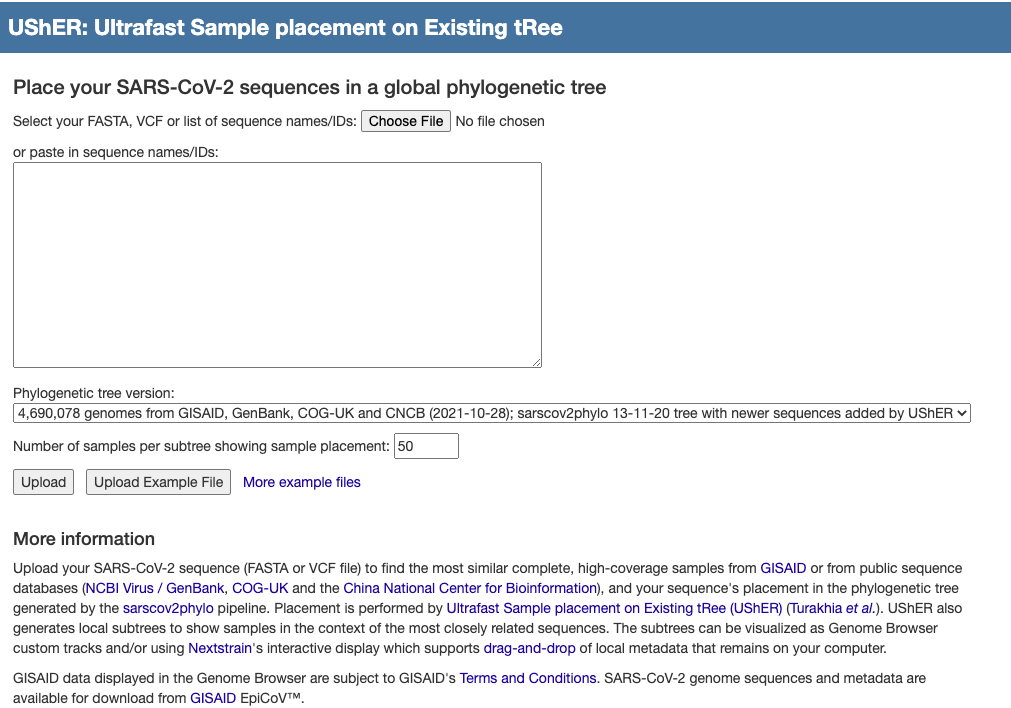 UShER: Ultrafast Sample placement on Existing tRee
Place your SARS-CoV-2 sequences in a global phylogenetic tree
Select your FASTA, VCF or list of sequence names/IDs: Choose File No file chosen
or paste in sequence names/IDs:
Phylogenetic tree version:
4,690,078 genomes from GISAID, GenBank, COG-UK and CNCB (2021-10-28); sarscov2phylo 13-11-20 tree with newer sequences added by UShER
Number of samples per subtree showing sample placement: 50
Upload Upload Example File More example files
More information
Upload your SARS-CoV-2 sequence (FASTA or VCF file) to find the most similar complete, high-coverage samples from GISAID or from public sequence
databases (NCBI Virus / GenBank, COG-UK and the China National Center for Bioinformation), and your sequence's placement in the phylogenetic tree
generated by the sarscov2phylo pipeline. Placement is performed by Ultrafast Sample placement on Existing tRee (UShER) (Turakhia et al.). UShER also
generates local subtrees to show samples in the context of the most closely related sequences. The subtrees can be visualized as Genome Browser
custom tracks and/or using Nextstrain's interactive display which supports drag-and-drop of local metadata that remains on your computer.
GISAID data displayed in the Genome Browser are subject to GISAID's Terms and Conditions. SARS-CoV-2 genome sequences and metadata are
available for download from GISAID EpiCoV™.